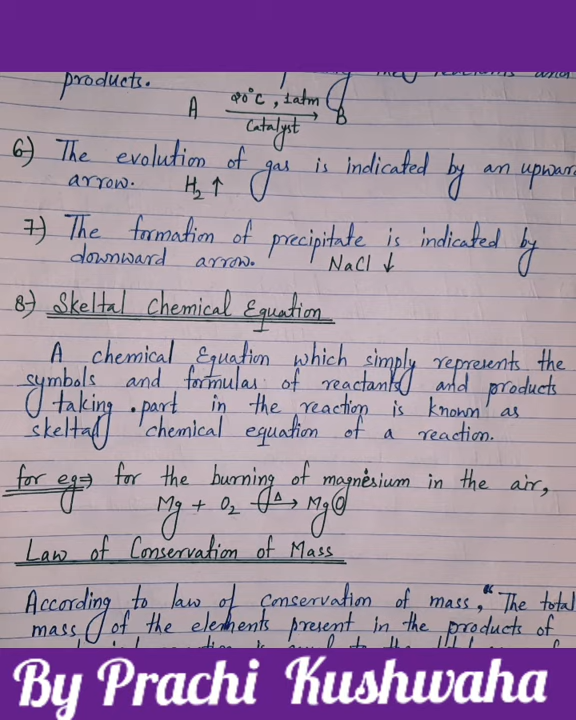 products.
A 20°C, 1atm → B
Catalyst
6) The evolution of gas is indicated by an upward
arrow. H₂ ↑
7) The formation of precipitate is indicated by
downward arrow. NaCl ↓
8) Skeltal Chemical Equation
A chemical Equation which simply represents the
symbols and formulas of reactants and products
taking part in the reaction is known as
skeltal chemical equation of a reaction.
for eg ⇒ for the burning of magnesium in the air,
Mg + O₂ Δ → MgO
Law of Conservation of Mass
According to law of conservation of mass, "The total
mass of the elements present in the products of
By Prachi Kushwaha